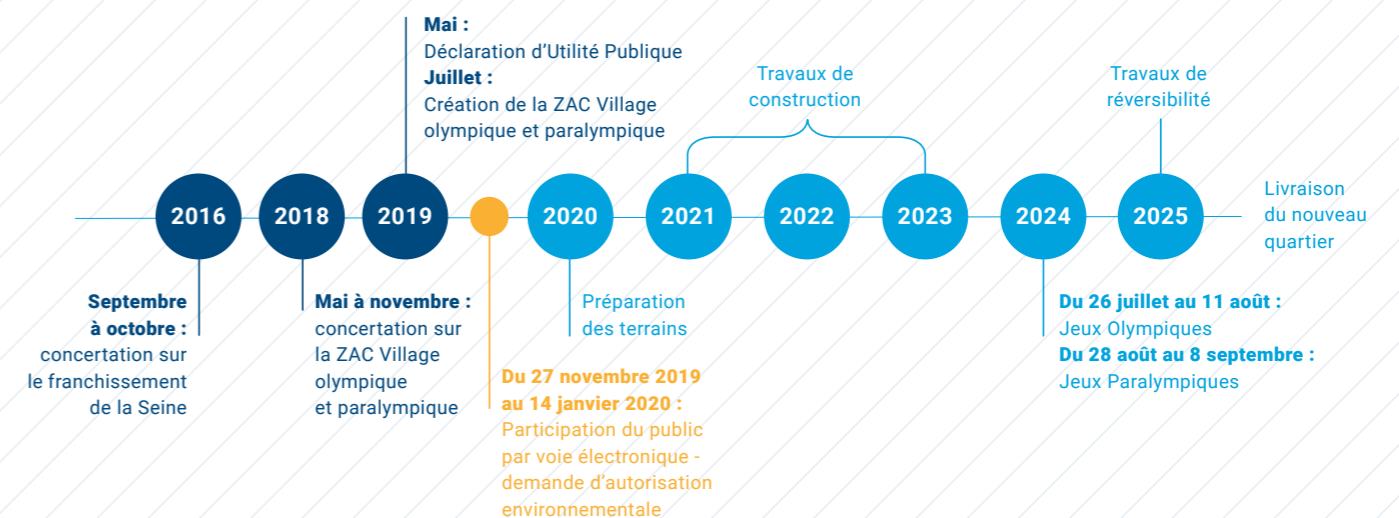 Mai :
Déclaration d'Utilité Publique
Juillet :
Création de la ZAC Village
olympique et paralympique
Travaux de
construction
Travaux de
réversibilité
2016
2018
2019
2020
2021
2022
2023
2024
2025
Livraison
du nouveau
quartier
Septembre
à octobre :
concertation sur
le franchissement
de la Seine
Mai à novembre :
concertation sur
la ZAC Village
olympique
et paralympique
Du 27 novembre 2019
au 14 janvier 2020 :
Participation du public
par voie électronique -
demande d'autorisation
environnementale
Préparation
des terrains
Du 26 juillet au 11 août :
Jeux Olympiques
Du 28 août au 8 septembre :
Jeux Paralympiques